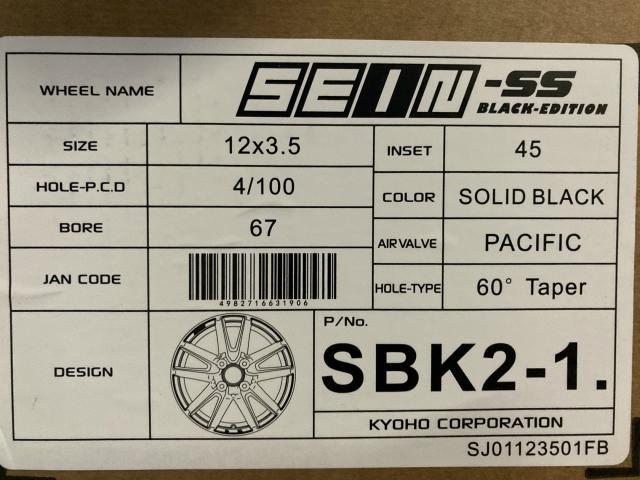 WHEEL NAME
SEIN-SS
BLACK-EDITION
SIZE 12x3.5 INSET 45
HOLE-P.C.D 4/100 COLOR SOLID BLACK
BORE 67 AIR VALVE PACIFIC
JAN CODE 4982716631906 HOLE-TYPE 60° Taper
DESIGN
P/No.
SBK2-1.
KYOHO CORPORATION
SJ01123501FB